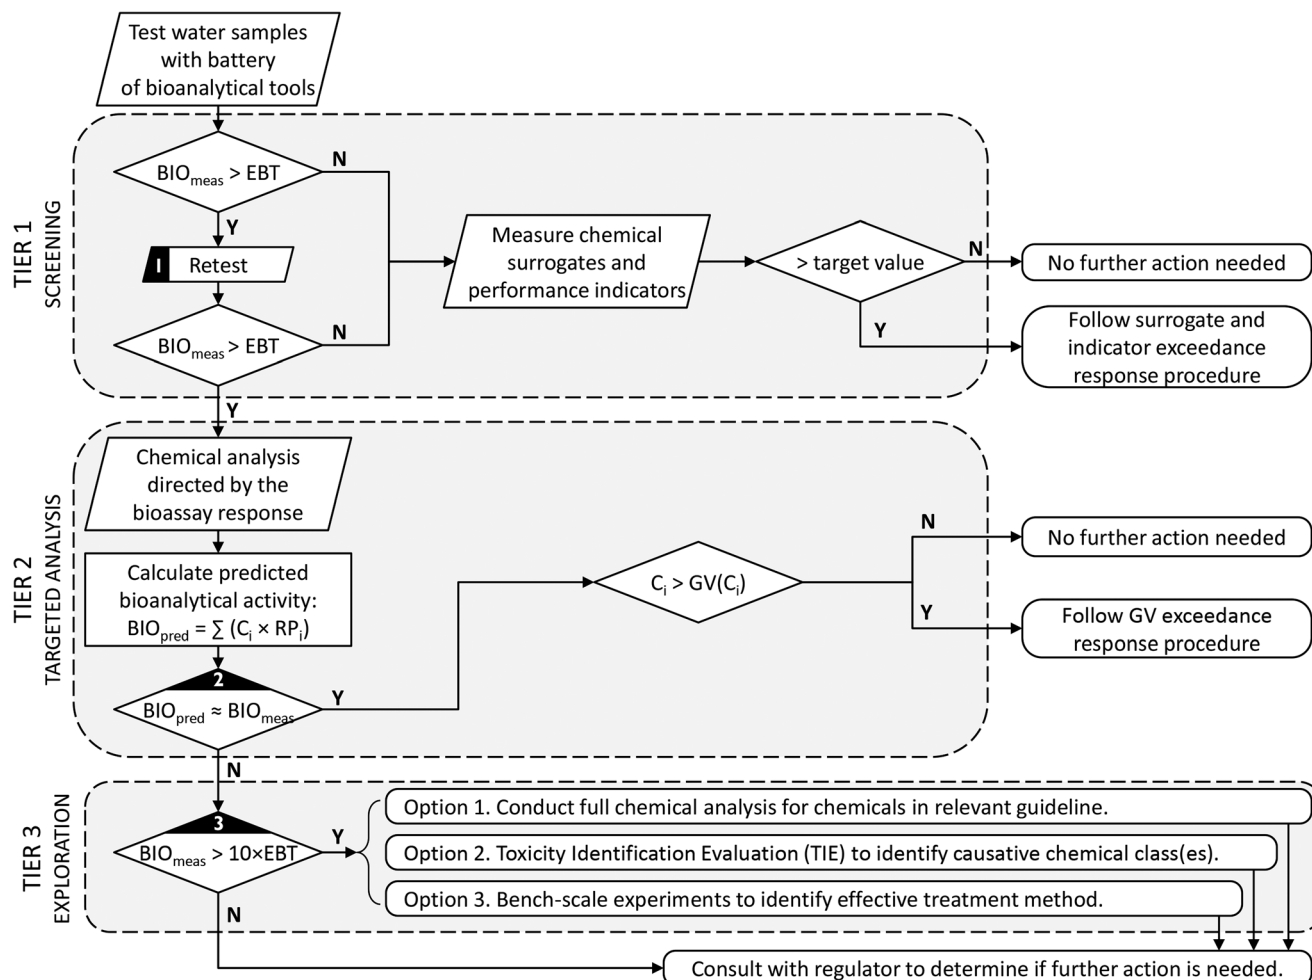 Test water samples
with battery
of bioanalytical tools
TIER 1
SCREENING
BIOmeas > EBT
N
Y
I Retest
BIOmeas > EBT
N
Y
Measure chemical
surrogates and
performance indicators
> target value
N
No further action needed
Y
Follow surrogate and
indicator exceedance
response procedure
TIER 2
TARGETED ANALYSIS
Chemical analysis
directed by the
bioassay response
Calculate predicted
bioanalytical activity:
BIOpred = ∑ (Ci × RPi)
2
BIOpred ≈ BIOmeas
Y
N
Ci > GV(Ci)
N
No further action needed
Y
Follow GV exceedance
response procedure
TIER 3
EXPLORATION
3
BIOmeas > 10×EBT
Y
N
Option 1. Conduct full chemical analysis for chemicals in relevant guideline.
Option 2. Toxicity Identification Evaluation (TIE) to identify causative chemical class(es).
Option 3. Bench-scale experiments to identify effective treatment method.
Consult with regulator to determine if further action is needed.